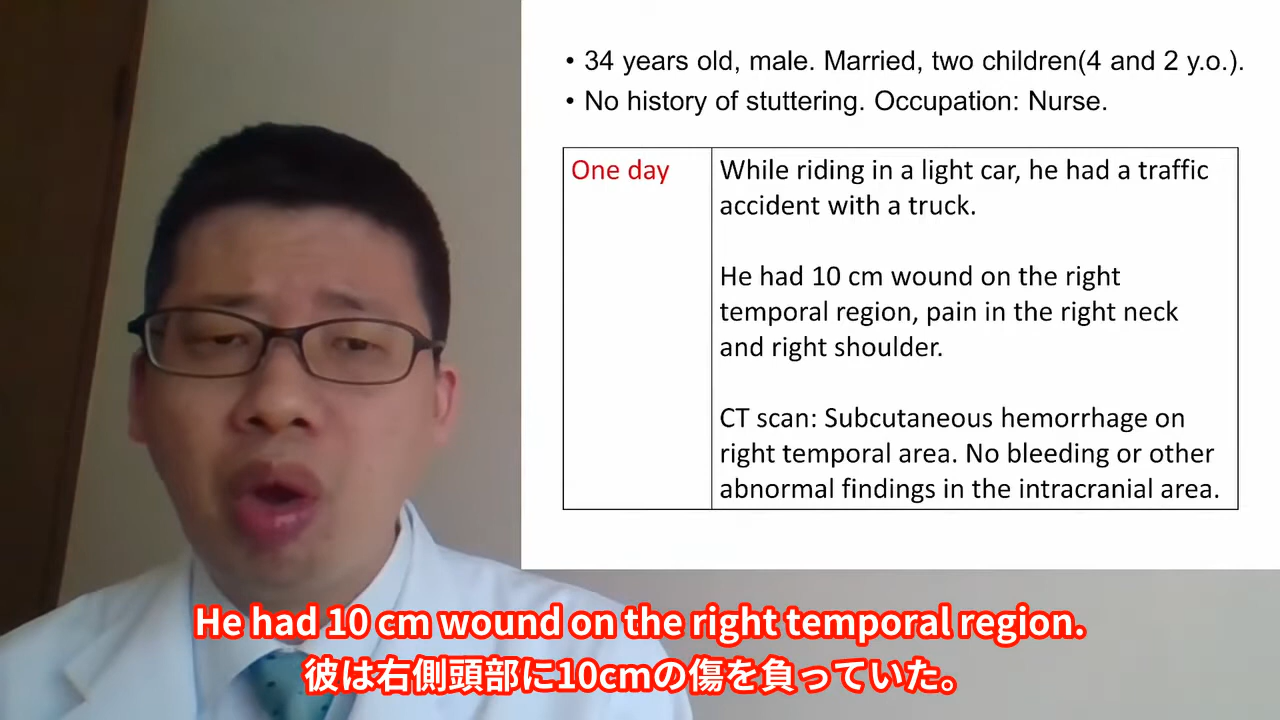 • 34 years old, male. Married, two children(4 and 2 y.o.).
• No history of stuttering. Occupation: Nurse.
One day
While riding in a light car, he had a traffic
accident with a truck.
He had 10 cm wound on the right
temporal region, pain in the right neck
and right shoulder.
CT scan: Subcutaneous hemorrhage on
right temporal area. No bleeding or other
abnormal findings in the intracranial area.
He had 10 cm wound on the right temporal region.
彼は右側頭部に10cmの傷を負っていた。